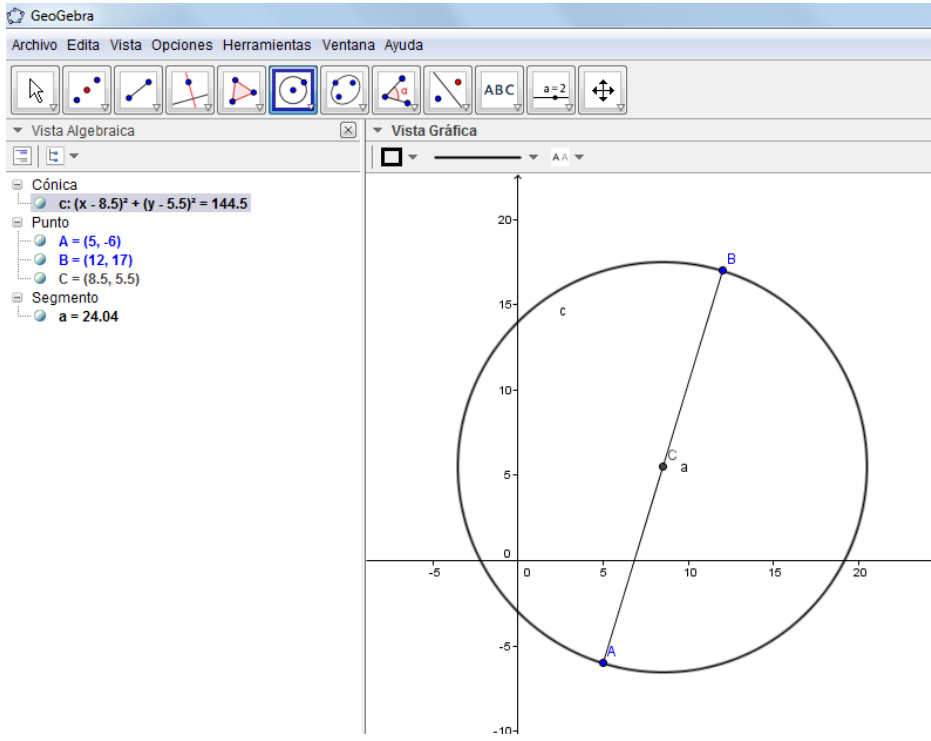 GeoGebra
Archivo Edita Vista Opciones Herramientas Ventana Ayuda
α ABC a=2
Vista Algebraica
Vista Gráfica
AA
Cónica
c: (x - 8.5)² + (y - 5.5)² = 144.5
Punto
A = (5, -6)
B = (12, 17)
C = (8.5, 5.5)
Segmento
a = 24.04
20
B
15
c
10
C
a
5
0
-5 0 5 10 15 20
A
-5
-10